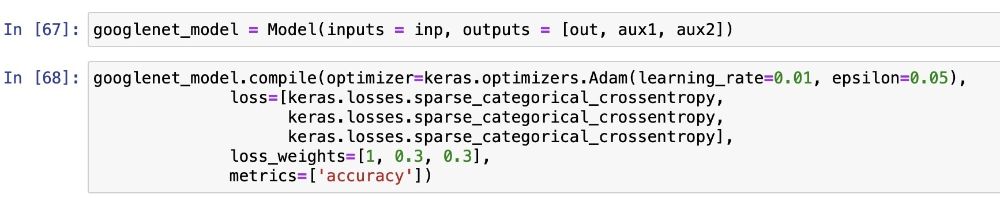 In [67]: googlenet_model = Model(inputs = inp, outputs = [out, aux1, aux2])
In [68]: googlenet_model.compile(optimizer=keras.optimizers.Adam(learning_rate=0.01, epsilon=0.05),
loss=[keras.losses.sparse_categorical_crossentropy,
keras.losses.sparse_categorical_crossentropy,
keras.losses.sparse_categorical_crossentropy],
loss_weights=[1, 0.3, 0.3],
metrics=['accuracy'])